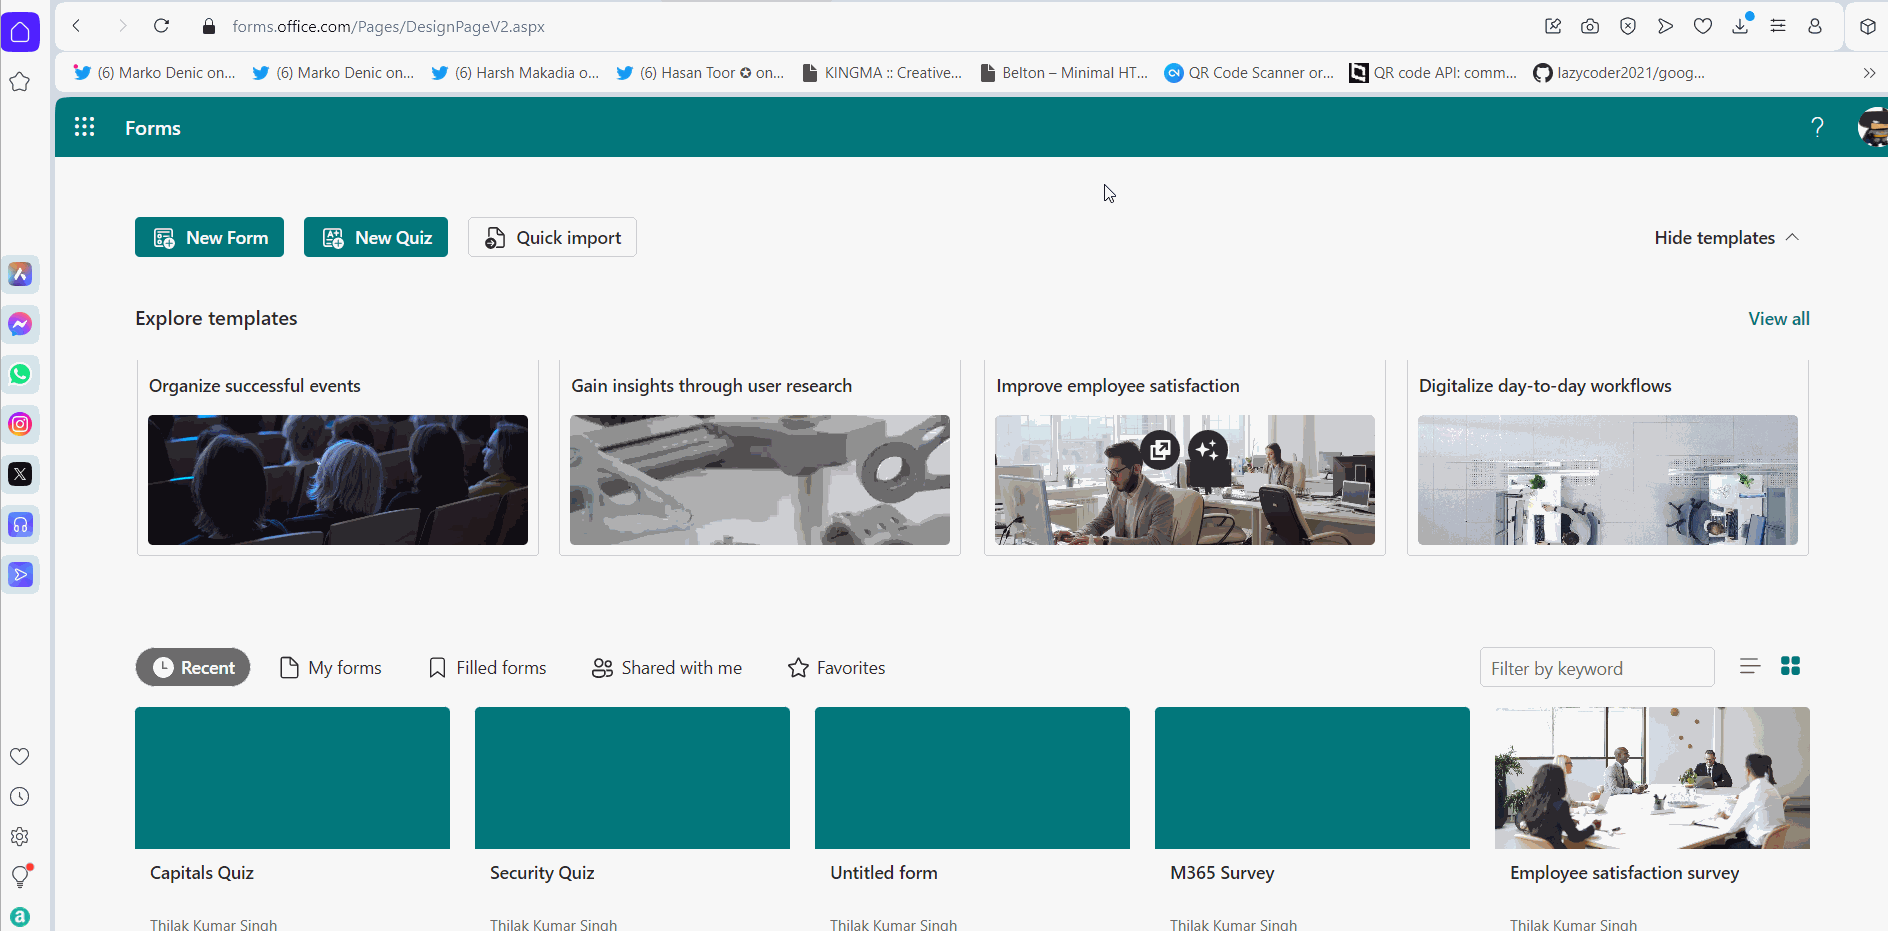 forms.office.com/Pages/DesignPageV2.aspx
(6) Marko Denic on... (6) Marko Denic on... (6) Harsh Makadia o... (6) Hasan Toor ✪ on... KINGMA :: Creative... Belton – Minimal HT... QR Code Scanner or... QR code API: comm... lazycoder2021/goog...
Forms ?
New Form New Quiz Quick import Hide templates
Explore templates View all
Organize successful events Gain insights through user research Improve employee satisfaction Digitalize day-to-day workflows
Recent My forms Filled forms Shared with me Favorites Filter by keyword
Capitals Quiz Security Quiz Untitled form M365 Survey Employee satisfaction survey
Thilak Kumar Singh Thilak Kumar Singh Thilak Kumar Singh Thilak Kumar Singh Thilak Kumar Singh